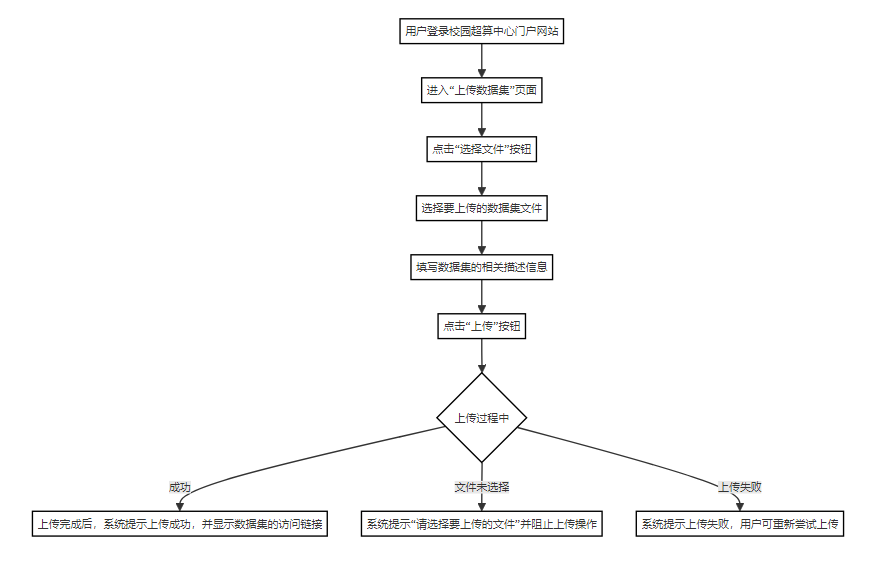 用户登录校园超算中心门户网站
进入“上传数据集”页面
点击“选择文件”按钮
选择要上传的数据集文件
填写数据集的相关描述信息
点击“上传”按钮
上传过程中
成功
文件未选择
上传失败
上传完成后，系统提示上传成功，并显示数据集的访问链接
系统提示“请选择要上传的文件”并阻止上传操作
系统提示上传失败，用户可重新尝试上传